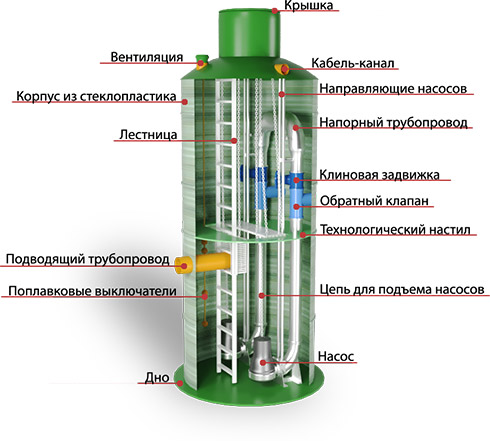 Крышка
Вентиляция
Кабель-канал
Корпус из стеклопластика
Направляющие насосов
Лестница
Напорный трубопровод
Клиновая задвижка
Обратный клапан
Технологический настил
Подводящий трубопровод
Поплавковые выключатели
Цепь для подъема насосов
Насос
Дно